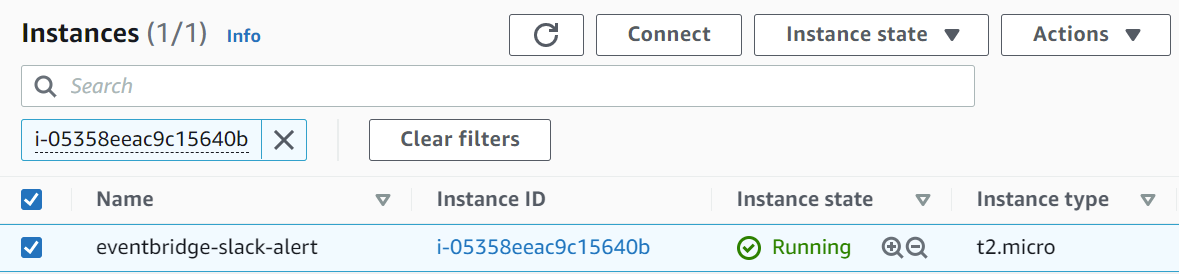 Instances (1/1) Info Connect Instance state Actions
Search
i-05358eeac9c15640b Clear filters
Name Instance ID Instance state Instance type
eventbridge-slack-alert i-05358eeac9c15640b Running t2.micro